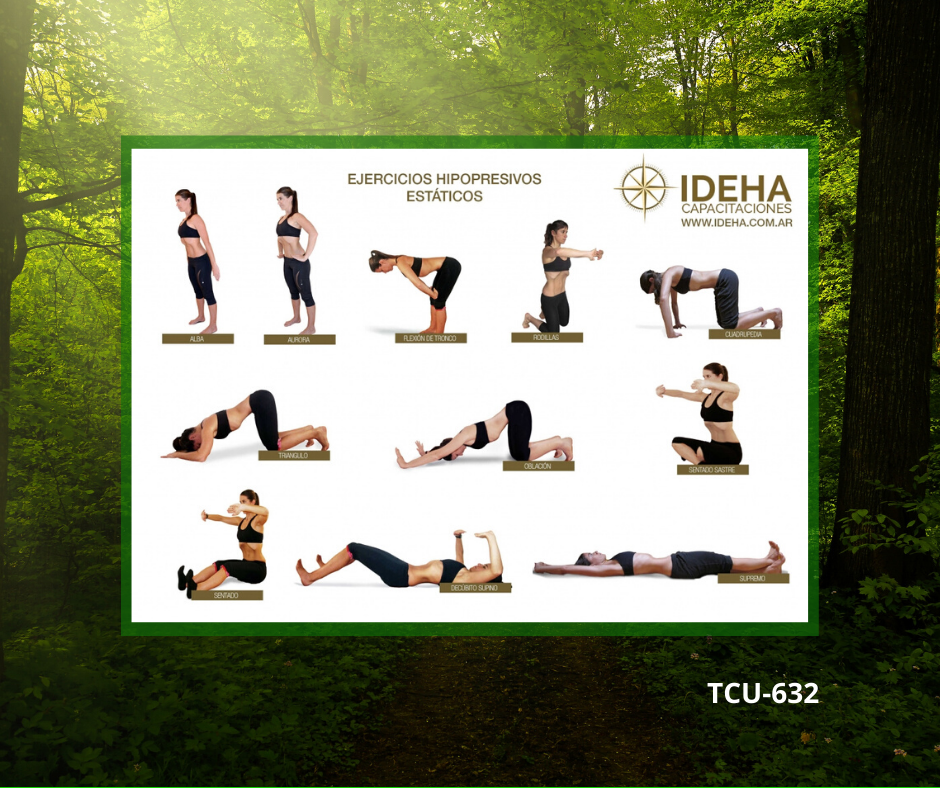 EJERCICIOS HIPOPRESIVOS
ESTÁTICOS
IDEHA
CAPACITACIONES
WWW.IDEHA.COM.AR
ALBA
AURORA
FLEXIÓN DE TRONCO
RODILLAS
CUADRUPEDIA
TRIANGULO
OBLACIÓN
SENTADO SASTRE
SENTADO
DECÚBITO SUPINO
SUPREMO
TCU-632